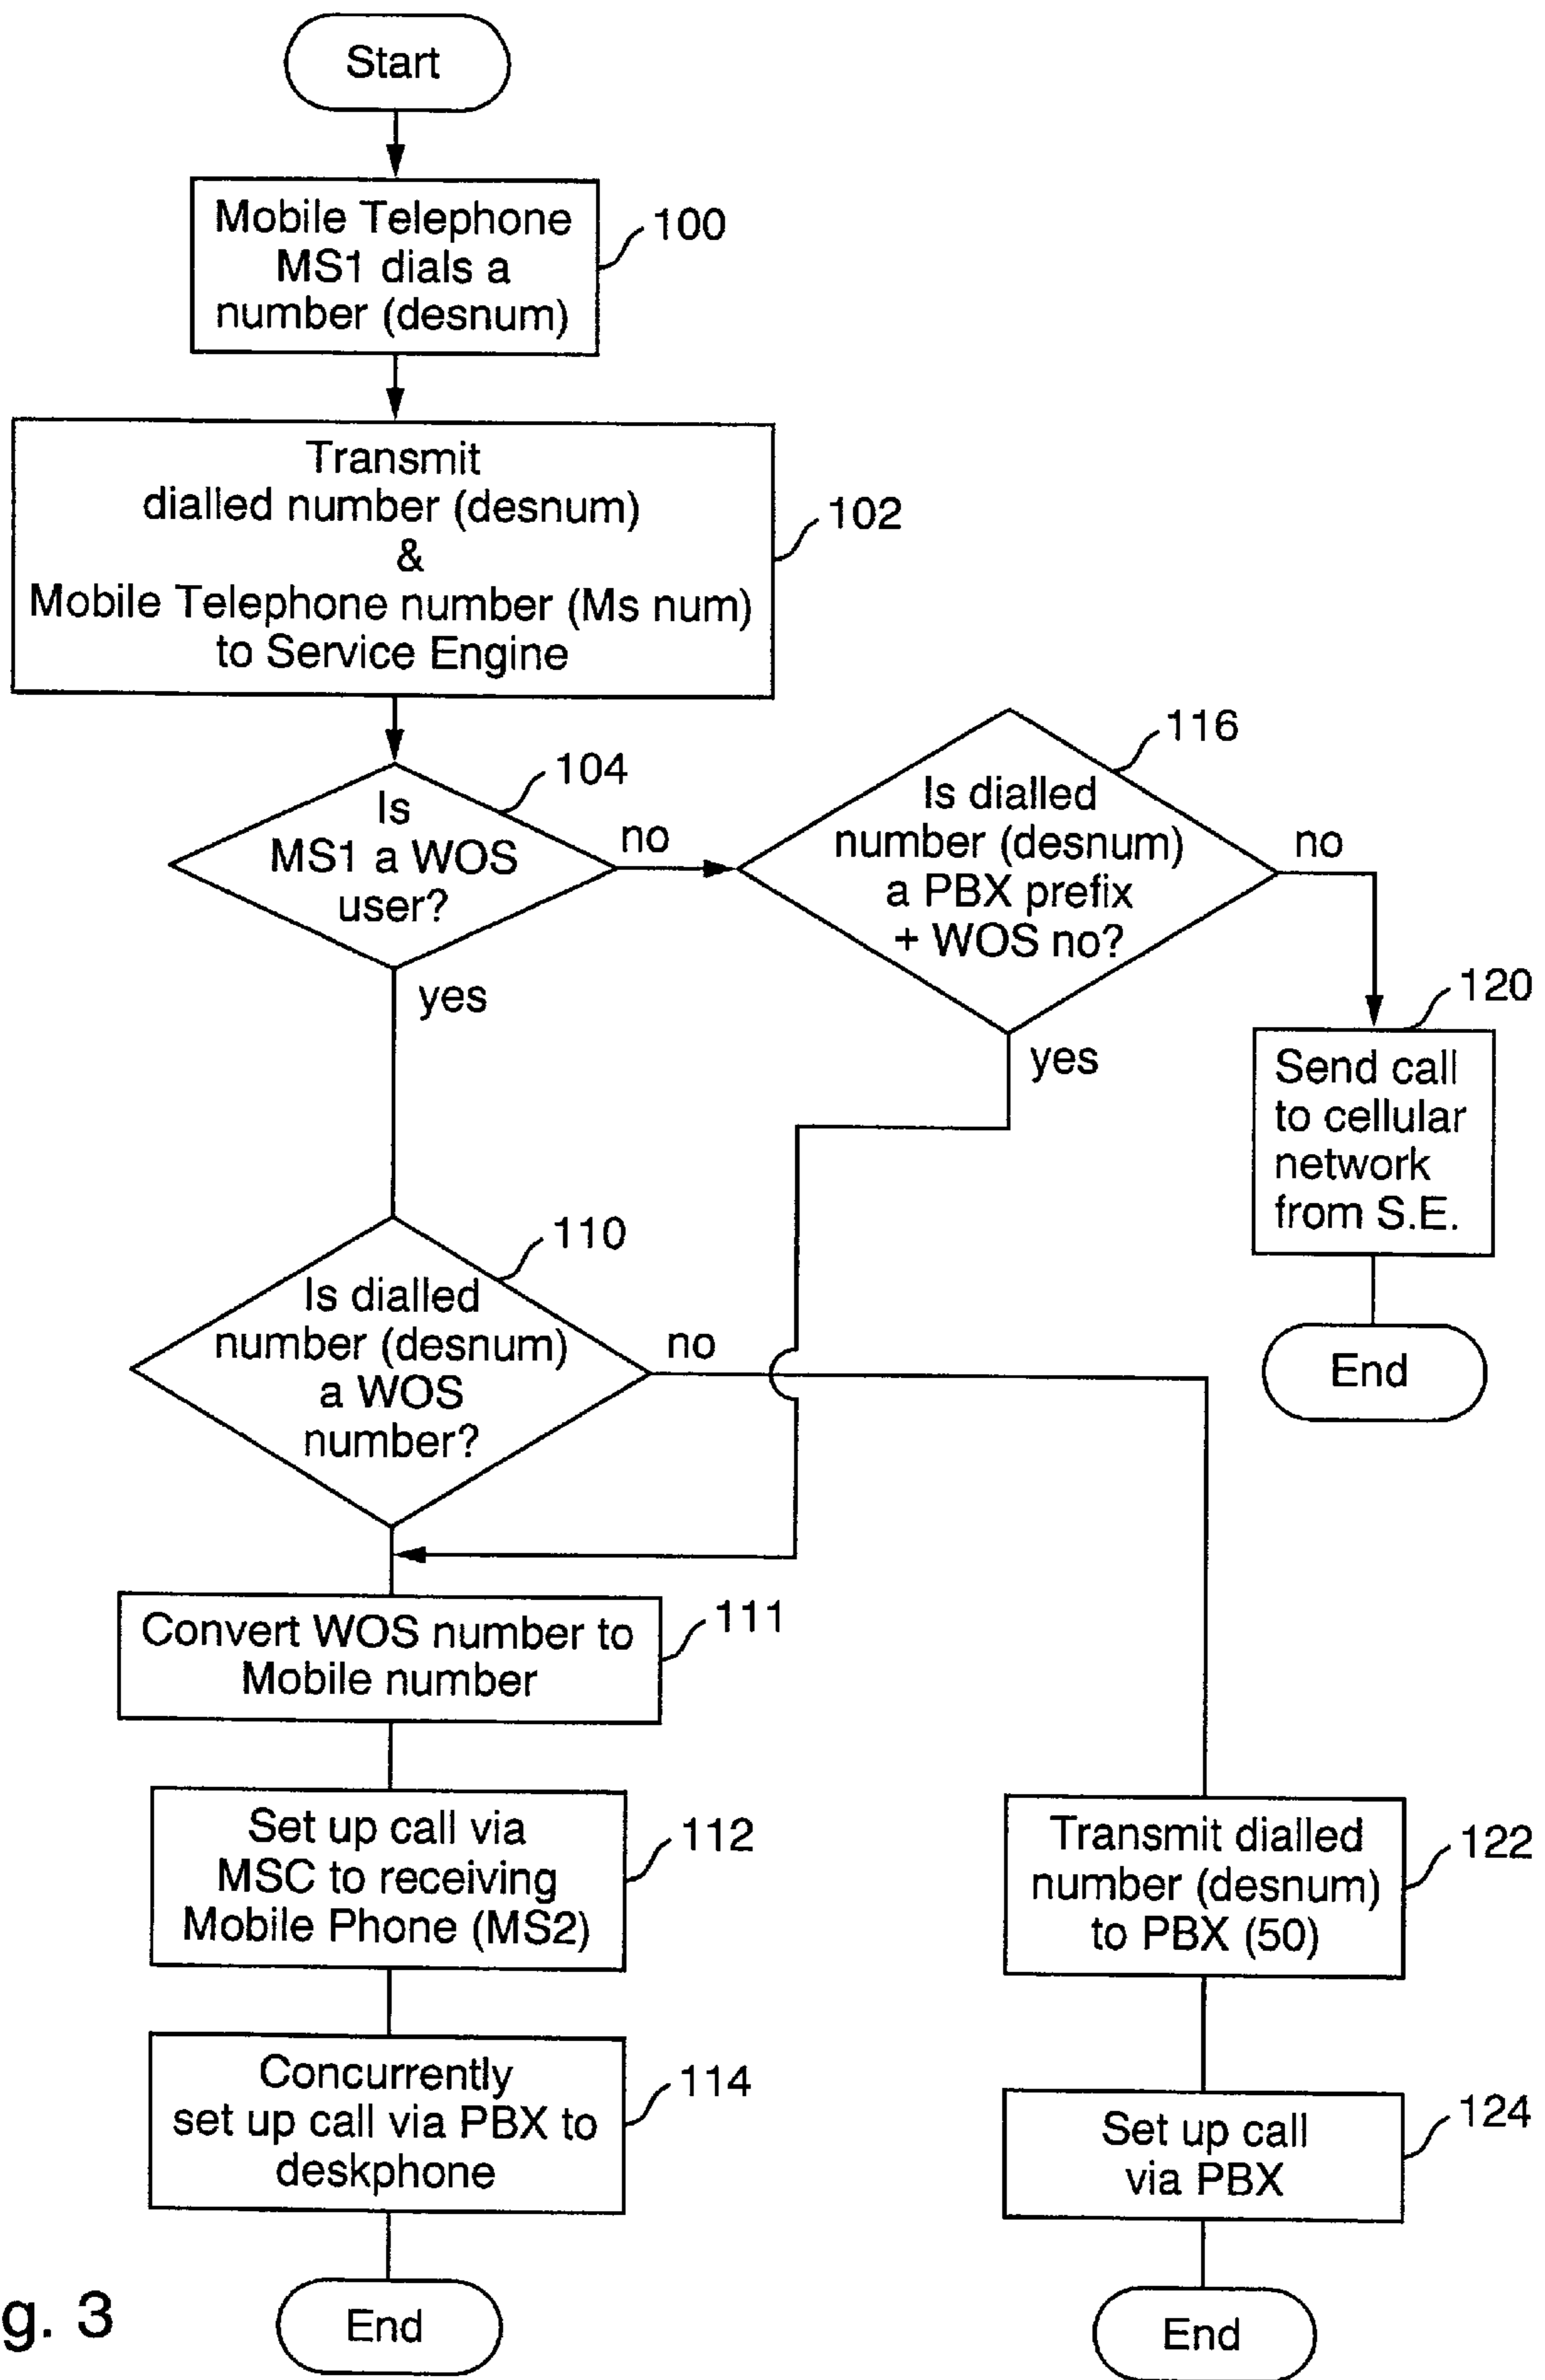 Start
Mobile Telephone
MS1 dials a
number (desnum)
100
Transmit
dialled number (desnum)
&
Mobile Telephone number (Ms num)
to Service Engine
102
Is
MS1 a WOS
user?
104
no
yes
Is dialled
number (desnum)
a PBX prefix
+ WOS no?
116
no
yes
120
Send call
to cellular
network
from S.E.
End
Is dialled
number (desnum)
a WOS
number?
110
no
Convert WOS number to
Mobile number
111
Set up call via
MSC to receiving
Mobile Phone (MS2)
112
Concurrently
set up call via PBX to
deskphone
114
End
Transmit dialled
number (desnum)
to PBX (50)
122
Set up call
via PBX
124
End
g. 3